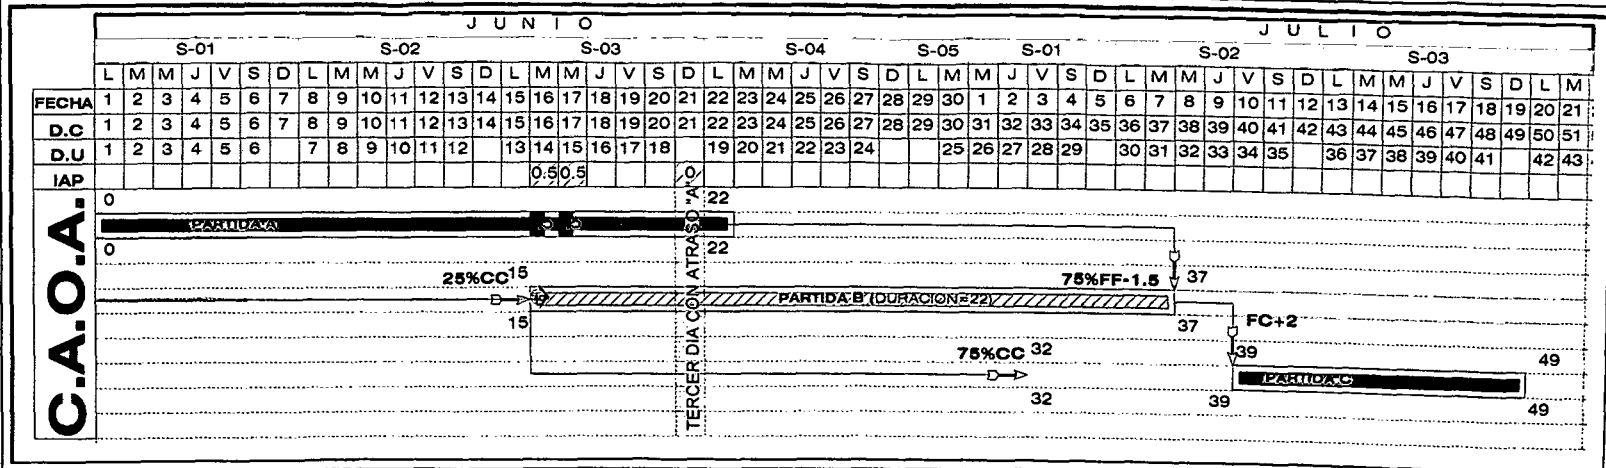 J U N I O
J U L I O
S-01 S-02 S-03 S-04 S-05 S-01 S-02 S-03
L M M J V S D L M M J V S D L M M J V S D L M M J V S D L M M J V S D L M M J V S D L M M J V S D L M
FECHA 1 2 3 4 5 6 7 8 9 10 11 12 13 14 15 16 17 18 19 20 21 22 23 24 25 26 27 28 29 30 1 2 3 4 5 6 7 8 9 10 11 12 13 14 15 16 17 18 19 20 21
D.C 1 2 3 4 5 6 7 8 9 10 11 12 13 14 15 16 17 18 19 20 21 22 23 24 25 26 27 28 29 30 31 32 33 34 35 36 37 38 39 40 41 42 43 44 45 46 47 48 49 50 51
D.U 1 2 3 4 5 6 7 8 9 10 11 12 13 14 15 16 17 18 19 20 21 22 23 24 25 26 27 28 29 30 31 32 33 34 35 36 37 38 39 40 41 42 43
IAP 0.5 0.5 0
C.A.O.A.
0 22
PARTIDA A
0 22
TERCER DIA CON ATRASO "A"
25%CC 15 75%FF-1.5 37
PARTIDA B (DURACION=22)
15 37 FC+2
75%CC 32 39 49
PARTIDA C
32 39 49